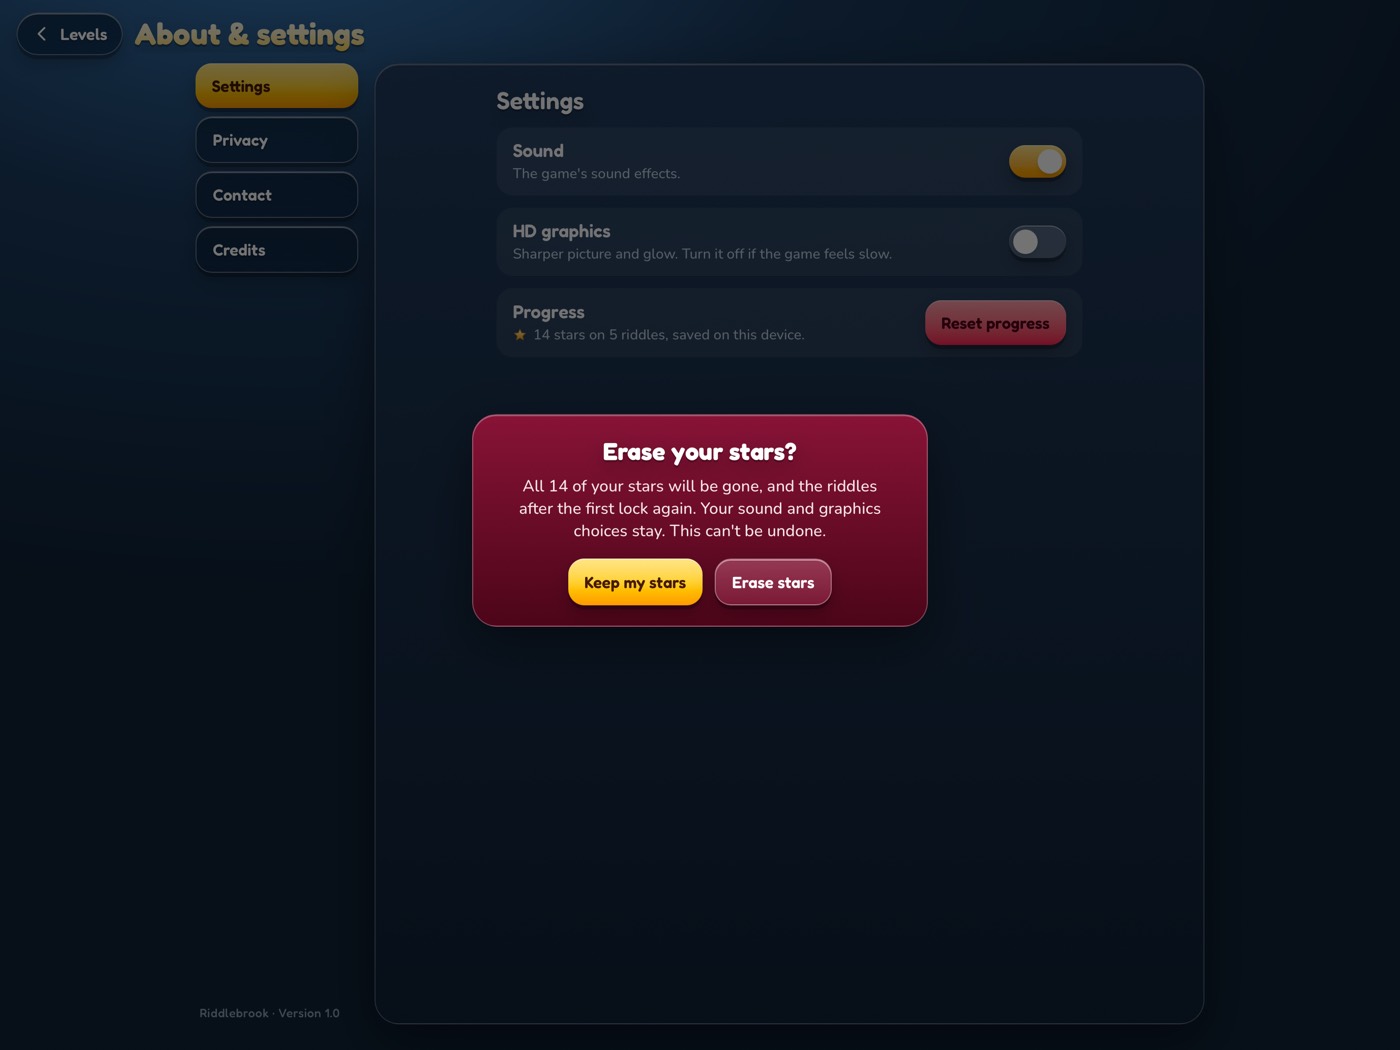 Levels
About & settings
Settings
Privacy
Contact
Credits
Settings
Sound
The game's sound effects.
HD graphics
Sharper picture and glow. Turn it off if the game feels slow.
Progress
14 stars on 5 riddles, saved on this device.
Reset progress
Erase your stars?
All 14 of your stars will be gone, and the riddles
after the first lock again. Your sound and graphics
choices stay. This can't be undone.
Keep my stars
Erase stars
Riddlebrook · Version 1.0